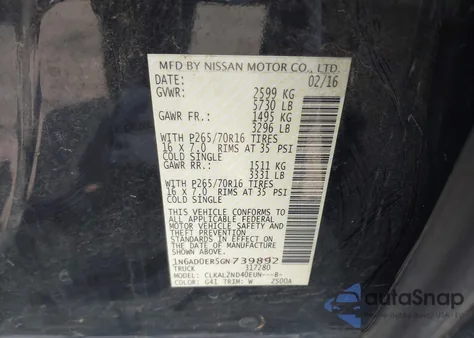 MFD BY NISSAN MOTOR CO., LTD.
DATE: 02/16
GVWR: 2599 KG
5730 LB
GAWR FR.: 1495 KG
3296 LB
WITH P265/70R16 TIRES
16 X 7.0 RIMS AT 35 PSI
COLD SINGLE
GAWR RR.: 1511 KG
3331 LB
WITH P265/70R16 TIRES
16 X 7.0 RIMS AT 35 PSI
COLD SINGLE
THIS VEHICLE CONFORMS TO
ALL APPLICABLE FEDERAL
MOTOR VEHICLE SAFETY
STANDARDS IN EFFECT ON
THE DATE OF MANUFACTURE
SHOWN ABOVE.
1N6AD0ER5GN739892
TRUCK 317280
CLKALZND40EUN---8-
COLOR: G41 TRIM: W ZS00A
autoSnap